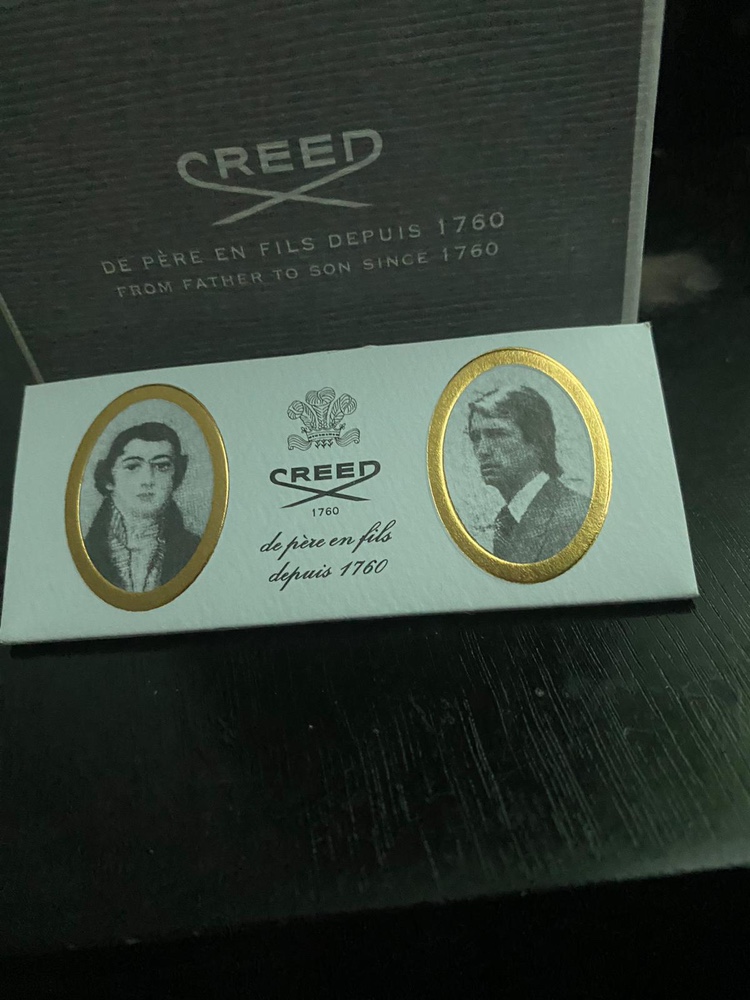 CREED
DE PÈRE EN FILS DEPUIS 1760
FROM FATHER TO SON SINCE 1760
CREED
1760
de père en fils
depuis 1760